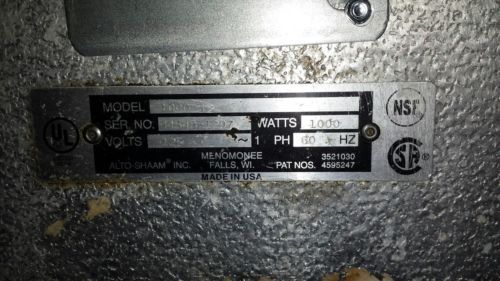 MODEL
SER. NO. WATTS 1000
VOLTS ~ 1 PH 60 HZ
ALTO-SHAAM® INC. MENOMONEE FALLS, WI. 3521030 PAT NOS. 4595247
MADE IN USA
UL
NSF